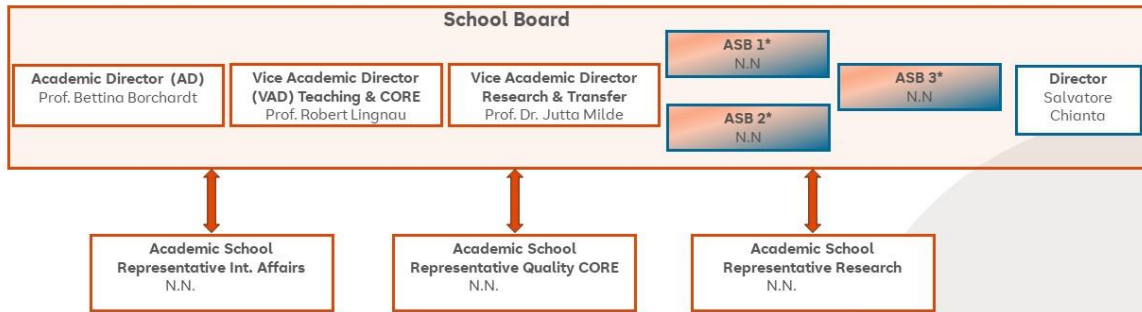 School Board
Academic Director (AD)
Prof. Bettina Borchardt
Vice Academic Director
(VAD) Teaching & CORE
Prof. Robert Lingnau
Vice Academic Director
Research & Transfer
Prof. Dr. Jutta Milde
ASB 1*
N.N
ASB 2*
N.N
ASB 3*
N.N
Director
Salvatore
Chianta
Academic School
Representative Int. Affairs
N.N.
Academic School
Representative Quality CORE
N.N.
Academic School
Representative Research
N.N.